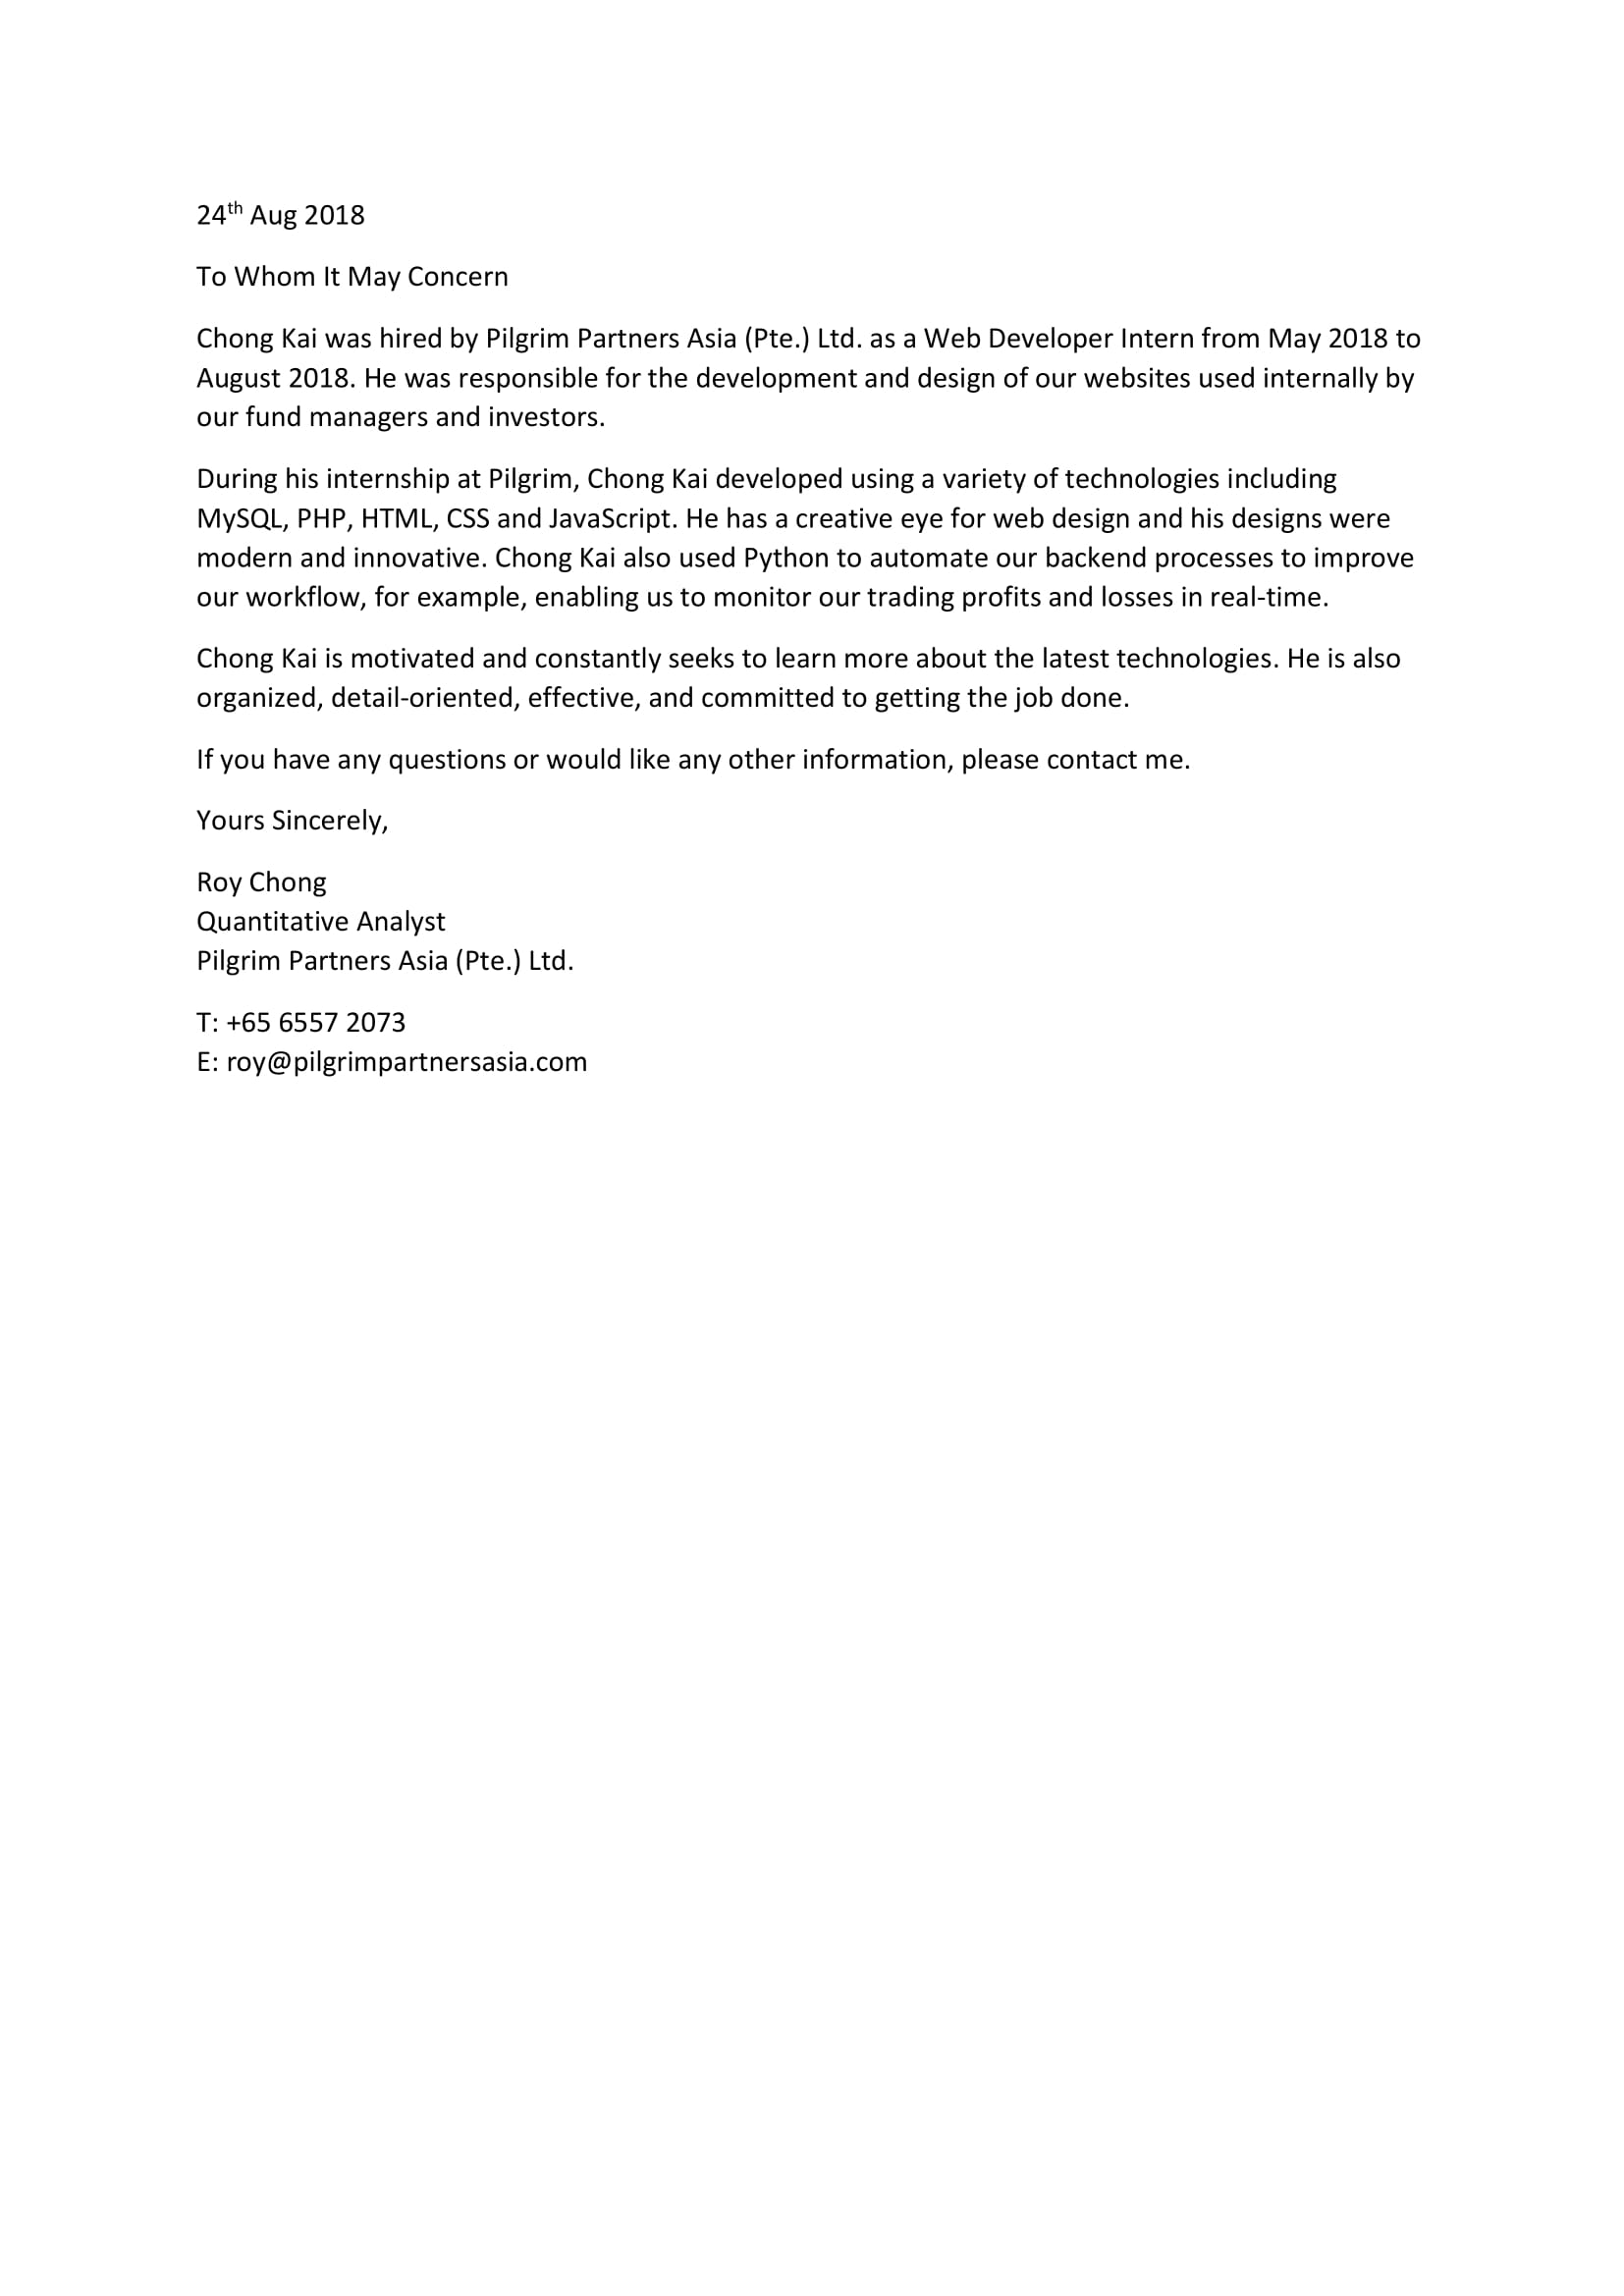 24th Aug 2018
To Whom It May Concern
Chong Kai was hired by Pilgrim Partners Asia (Pte.) Ltd. as a Web Developer Intern from May 2018 to
August 2018. He was responsible for the development and design of our websites used internally by
our fund managers and investors.
During his internship at Pilgrim, Chong Kai developed using a variety of technologies including
MySQL, PHP, HTML, CSS and JavaScript. He has a creative eye for web design and his designs were
modern and innovative. Chong Kai also used Python to automate our backend processes to improve
our workflow, for example, enabling us to monitor our trading profits and losses in real-time.
Chong Kai is motivated and constantly seeks to learn more about the latest technologies. He is also
organized, detail-oriented, effective, and committed to getting the job done.
If you have any questions or would like any other information, please contact me.
Yours Sincerely,
Roy Chong
Quantitative Analyst
Pilgrim Partners Asia (Pte.) Ltd.
T: +65 6557 2073
E: roy@pilgrimpartnersasia.com